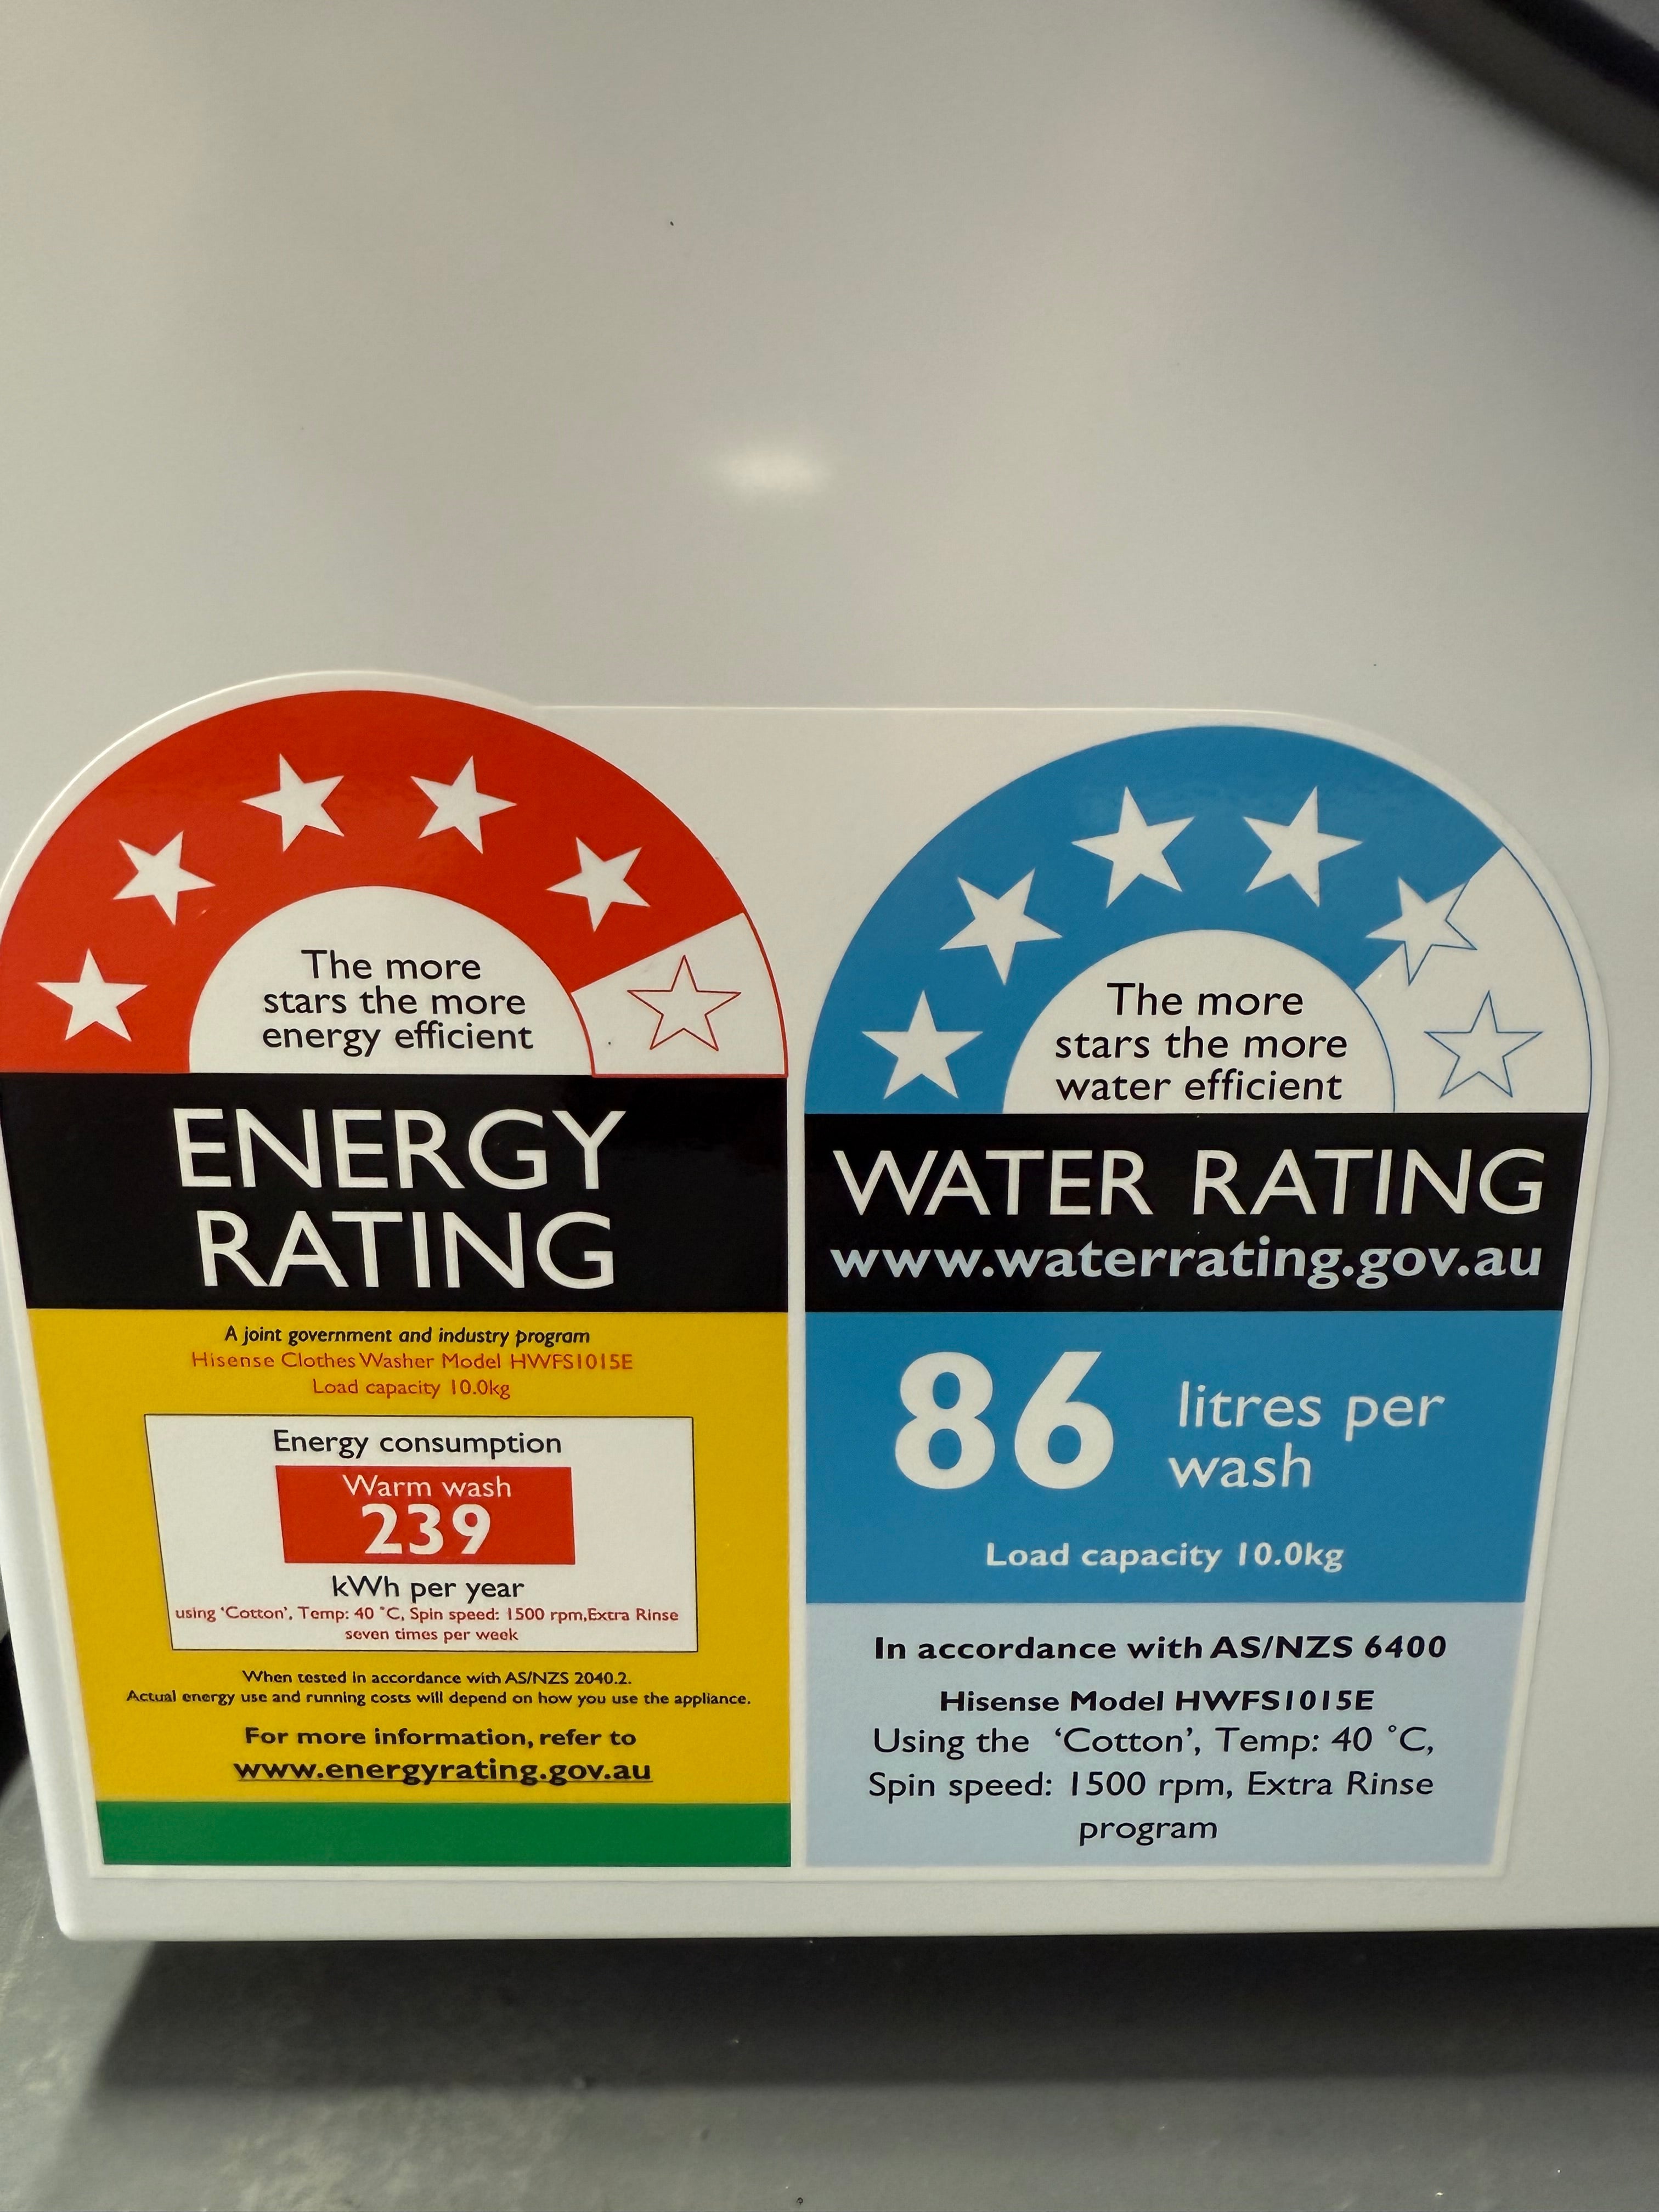 The more
stars the more
energy efficient
ENERGY
RATING
A joint government and industry program
Hisense Clothes Washer Model HWFS1015E
Load capacity 10.0kg
Energy consumption
Warm wash
239
kWh per year
using ‘Cotton’, Temp: 40 ˚C, Spin speed: 1500 rpm,Extra Rinse
seven times per week
When tested in accordance with AS/NZS 2040.2.
Actual energy use and running costs will depend on how you use the appliance.
For more information, refer to
www.energyrating.gov.au
The more
stars the more
water efficient
WATER RATING
www.waterrating.gov.au
86 litres per
wash
Load capacity 10.0kg
In accordance with AS/NZS 6400
Hisense Model HWFS1015E
Using the ‘Cotton’, Temp: 40 ˚C,
Spin speed: 1500 rpm, Extra Rinse
program